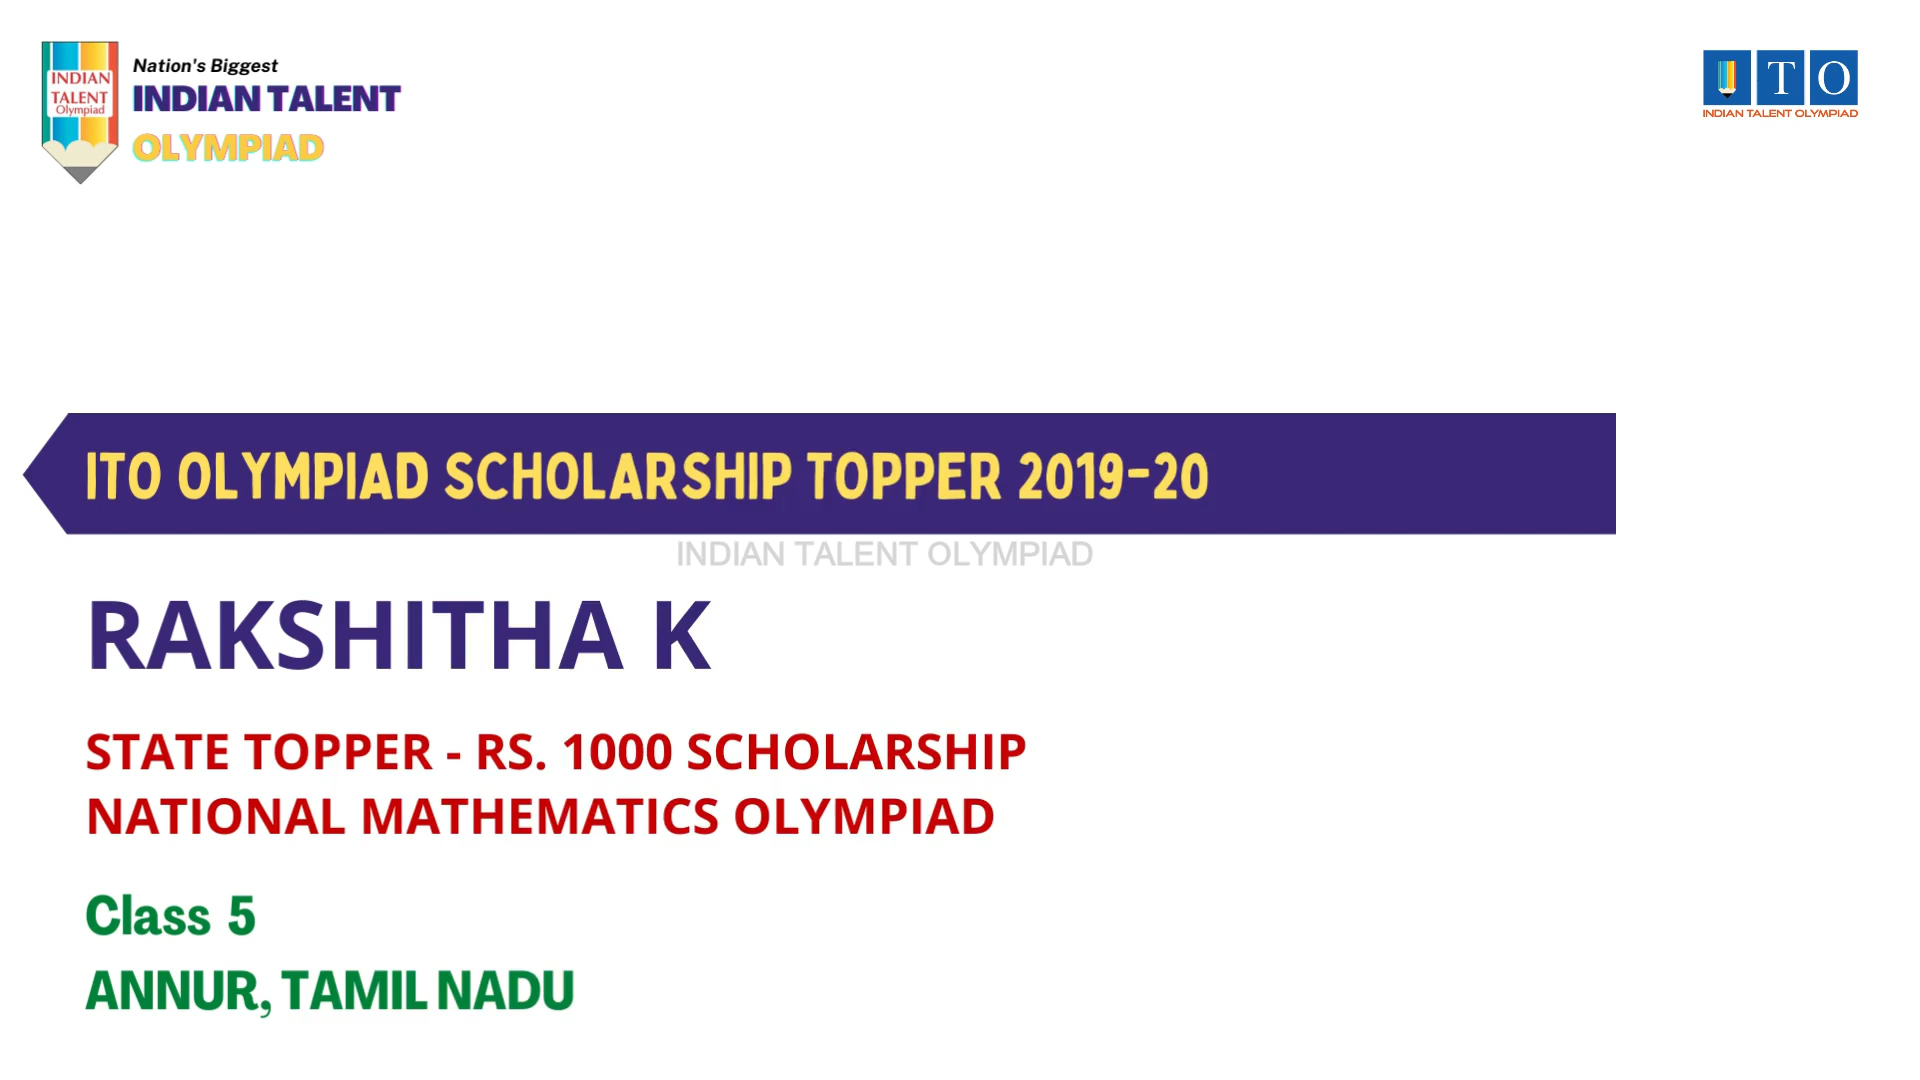 Nation's Biggest
INDIAN TALENT
OLYMPIAD
INDIAN
TALENT
Olympiad
T O
INDIAN TALENT OLYMPIAD
ITO OLYMPIAD SCHOLARSHIP TOPPER 2019-20
INDIAN TALENT OLYMPIAD
RAKSHITHA K
STATE TOPPER - RS. 1000 SCHOLARSHIP
NATIONAL MATHEMATICS OLYMPIAD
Class 5
ANNUR, TAMIL NADU